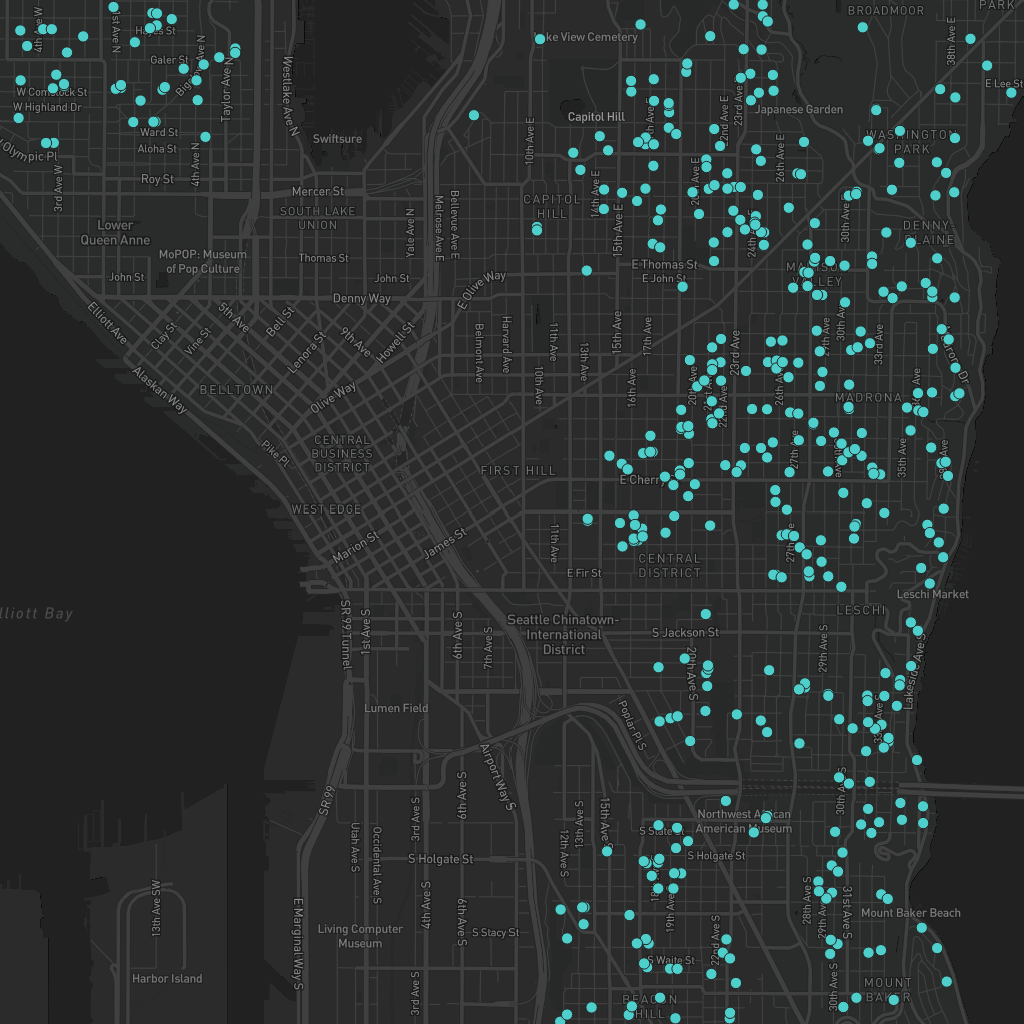 BROADMOOR
PARK
4th Ave W
1st Ave N
Hayes St
Lake View Cemetery
38th Ave E
Galer St
Taylor Ave N
Westlake Ave N
W Comstock St
E Lee St
W Highland Dr
Capitol Hill
Japanese Garden
23rd Ave E
22nd Ave E
Ward St
Swiftsure
10th Ave E
WASHINGTON
PARK
Aloha St
W Olympic Pl
4th Ave N
26th Ave E
Roy St
3rd Ave W
Mercer St
14th Ave E
20th Ave E
CAPITOL
HILL
SOUTH LAKE
UNION
Yale Ave N
Melrose Ave E
Bellevue Ave E
15th Ave E
24th Ave E
30th Ave E
DENNY
BLAINE
Lower
Queen Anne
MoPOP: Museum
of Pop Culture
Thomas St
E Thomas St
John St
John St
E John St
MADISON
VALLEY
Denny Way
E Olive Way
Elliott Ave
Clay St
Vine St
5th Ave
Bell St
Lenora St
9th Ave
Howell St
Belmont Ave
Harvard Ave
11th Ave
13th Ave
15th Ave
17th Ave
23rd Ave
27th Ave
30th Ave
33rd Ave
Alaskan Way
BELLTOWN
Olive Way
10th Ave
16th Ave
20th Ave
21st Ave
22nd Ave
26th Ave
MADRONA
Pike Pl
CENTRAL
BUSINESS
DISTRICT
FIRST HILL
E Cherry
27th Ave
35th Ave
WEST EDGE
Marion St
James St
11th Ave
27th Ave
CENTRAL
DISTRICT
E Fir St
Leschi Market
LESCHI
lliott Bay
SR 99 Tunnel
1st Ave S
6th Ave S
7th Ave S
Seattle Chinatown-
International
District
S Jackson St
20th Ave S
29th Ave S
Lakeside Ave S
Lumen Field
Poplar Pl S
33rd Ave S
SR 99
Airport Way S
6th Ave S
3rd Ave S
13th Ave S
15th Ave S
30th Ave S
Northwest African
American Museum
S State St
Utah Ave S
Occidental Ave S
12th Ave S
S Holgate St
S Holgate St
13th Ave SW
E Marginal Way S
4th Ave S
6th Ave S
18th Ave S
19th Ave S
22nd Ave S
28th Ave S
29th Ave S
31st Ave S
Mount Baker Beach
Living Computer
Museum
S Stacy St
S Waite St
Harbor Island
3rd Ave S
30th Ave S
BEACON
HILL
MOUNT
BAKER